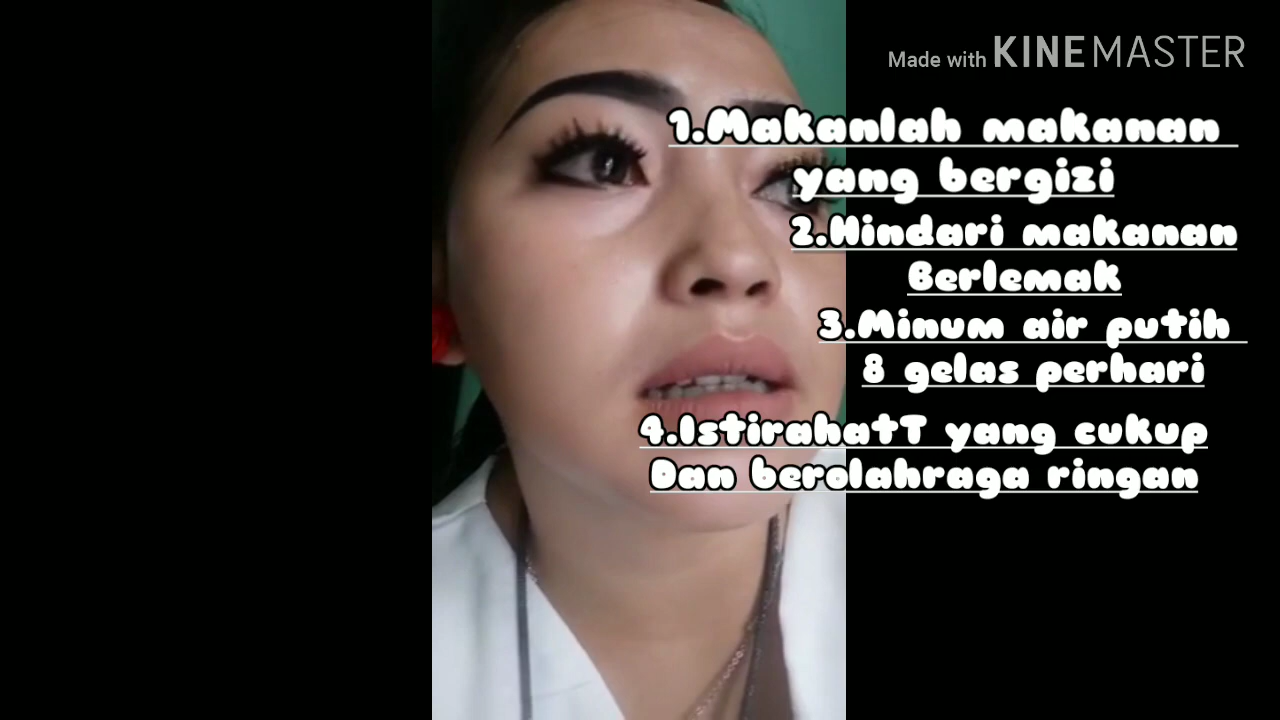 Made with KINEMASTER
1.Makanlah makanan
yang bergizi
2.Hindari makanan
Berlemak
3.Minum air putih
8 gelas perhari
4.IstirahatT yang cukup
Dan berolahraga ringan